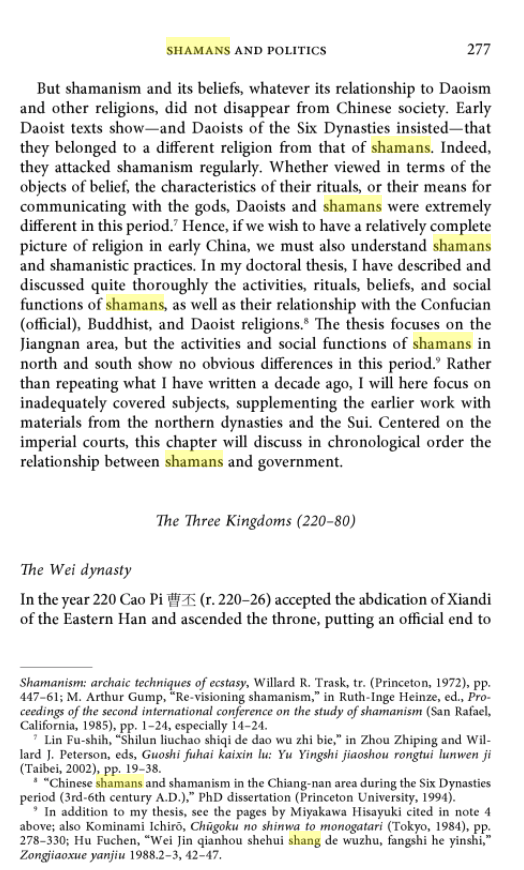 SHAMANS AND POLITICS 277
But shamanism and its beliefs, whatever its relationship to Daoism
and other religions, did not disappear from Chinese society. Early
Daoist texts show—and Daoists of the Six Dynasties insisted—that
they belonged to a different religion from that of shamans. Indeed,
they attacked shamanism regularly. Whether viewed in terms of the
objects of belief, the characteristics of their rituals, or their means for
communicating with the gods, Daoists and shamans were extremely
different in this period.⁷ Hence, if we wish to have a relatively complete
picture of religion in early China, we must also understand shamans
and shamanistic practices. In my doctoral thesis, I have described and
discussed quite thoroughly the activities, rituals, beliefs, and social
functions of shamans, as well as their relationship with the Confucian
(official), Buddhist, and Daoist religions.⁸ The thesis focuses on the
Jiangnan area, but the activities and social functions of shamans in
north and south show no obvious differences in this period.⁹ Rather
than repeating what I have written a decade ago, I will here focus on
inadequately covered subjects, supplementing the earlier work with
materials from the northern dynasties and the Sui. Centered on the
imperial courts, this chapter will discuss in chronological order the
relationship between shamans and government.
The Three Kingdoms (220–80)
The Wei dynasty
In the year 220 Cao Pi 曹丕 (r. 220–26) accepted the abdication of Xiandi
of the Eastern Han and ascended the throne, putting an official end to
Shamanism: archaic techniques of ecstasy, Willard R. Trask, tr. (Princeton, 1972), pp.
447–61; M. Arthur Gump, “Re-visioning shamanism,” in Ruth-Inge Heinze, ed., Pro-
ceedings of the second international conference on the study of shamanism (San Rafael,
California, 1985), pp. 1–24, especially 14–24.
⁷ Lin Fu-shih, “Shilun liuchao shiqi de dao wu zhi bie,” in Zhou Zhiping and Wil-
lard J. Peterson, eds, Guoshi fuhai kaixin lu: Yu Yingshi jiaoshou rongtui lunwen ji
(Taibei, 2002), pp. 19–38.
⁸ “Chinese shamans and shamanism in the Chiang-nan area during the Six Dynasties
period (3rd-6th century A.D.),” PhD dissertation (Princeton University, 1994).
⁹ In addition to my thesis, see the pages by Miyakawa Hisayuki cited in note 4
above; also Kominami Ichirō, Chūgoku no shinwa to monogatari (Tokyo, 1984), pp.
278–330; Hu Fuchen, “Wei Jin qianhou shehui shang de wuzhu, fangshi he yinshi,”
Zongjiaoxue yanjiu 1988.2–3, 42–47.